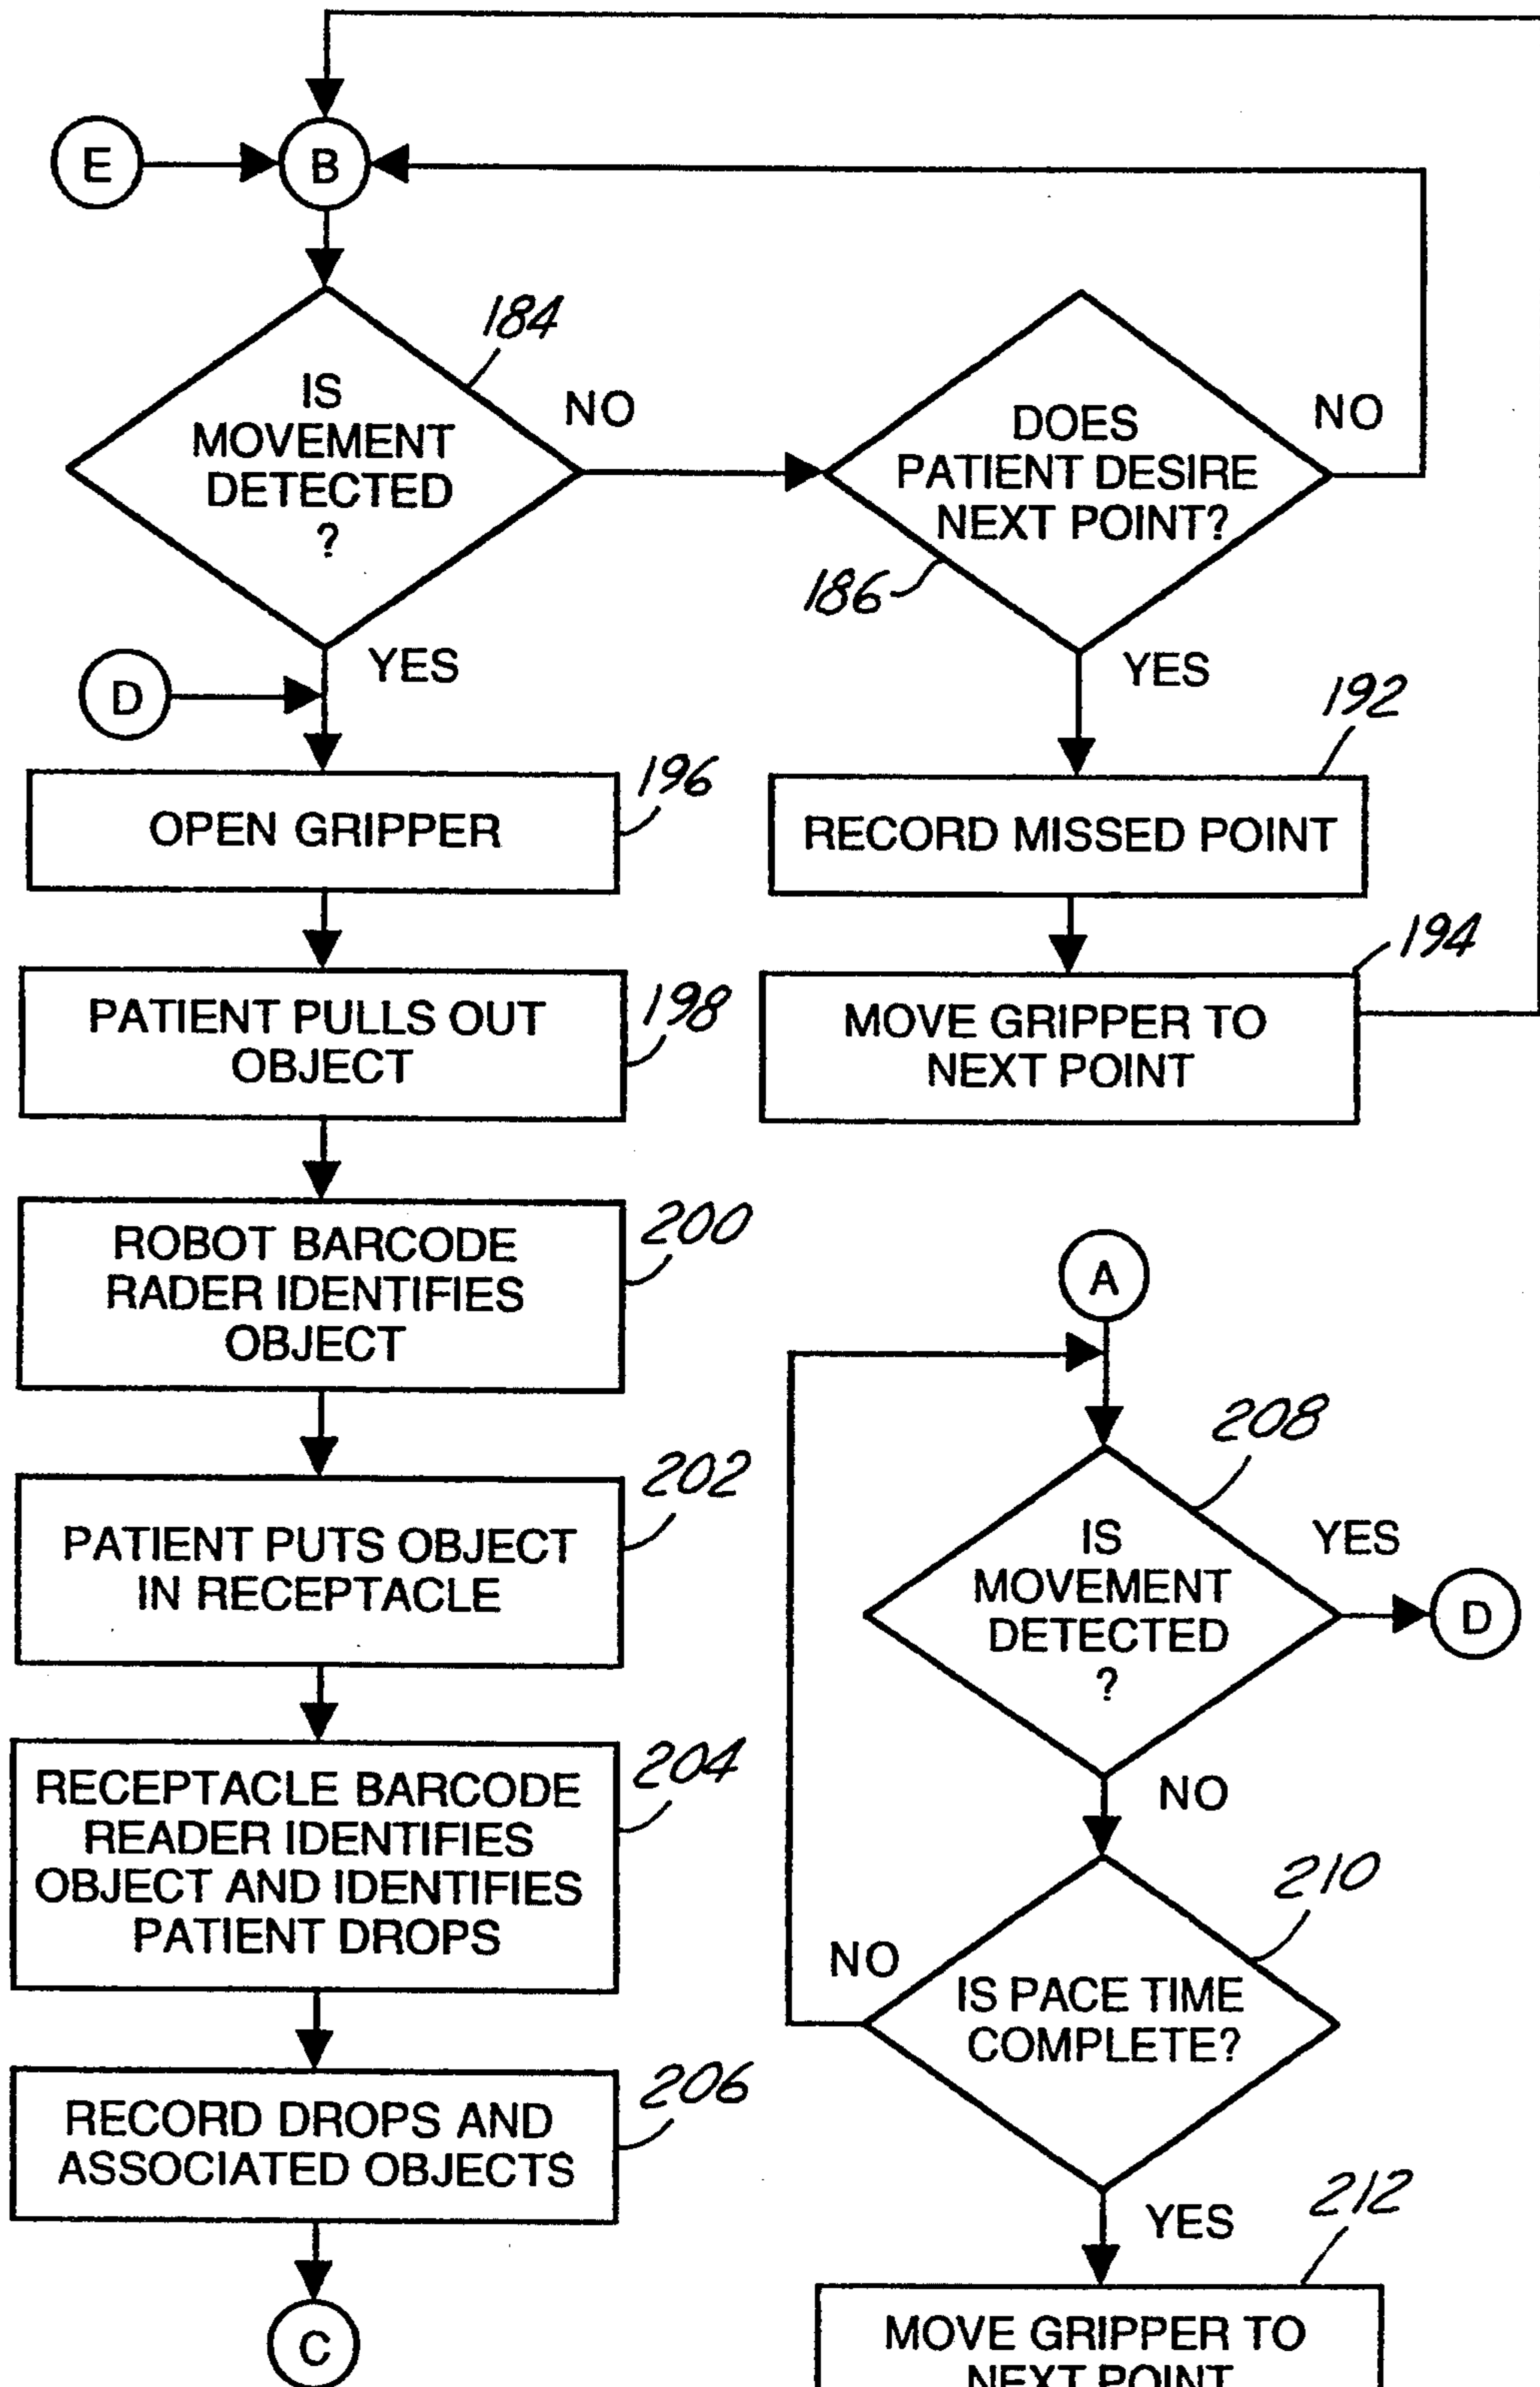 E
B
184
IS
MOVEMENT
DETECTED
?
NO
DOES
PATIENT DESIRE
NEXT POINT?
NO
186
YES
D
YES
192
196
OPEN GRIPPER
RECORD MISSED POINT
194
198
PATIENT PULLS OUT
OBJECT
MOVE GRIPPER TO
NEXT POINT
200
ROBOT BARCODE
RADER IDENTIFIES
OBJECT
202
PATIENT PUTS OBJECT
IN RECEPTACLE
204
RECEPTACLE BARCODE
READER IDENTIFIES
OBJECT AND IDENTIFIES
PATIENT DROPS
206
RECORD DROPS AND
ASSOCIATED OBJECTS
C
A
208
IS
MOVEMENT
DETECTED
?
YES
D
NO
210
NO
IS PACE TIME
COMPLETE?
YES
212
MOVE GRIPPER TO
NEXT POINT